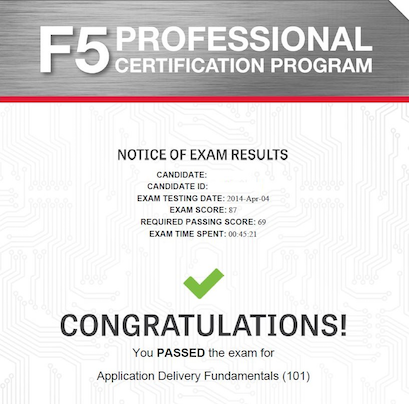 F5 PROFESSIONAL
CERTIFICATION PROGRAM
NOTICE OF EXAM RESULTS
CANDIDATE:
CANDIDATE ID:
EXAM TESTING DATE: 2014-Apr-04
EXAM SCORE: 87
REQUIRED PASSING SCORE: 69
EXAM TIME SPENT: 00:45:21
CONGRATULATIONS!
You PASSED the exam for
Application Delivery Fundamentals (101)